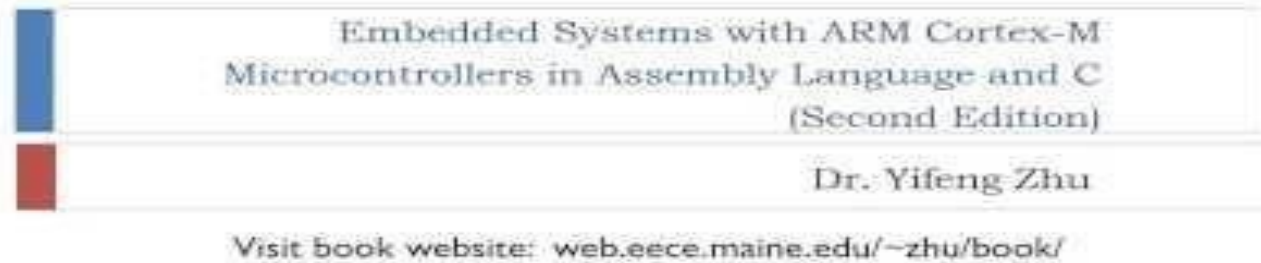 Embedded Systems with ARM Cortex-M
Microcontrollers in Assembly Language and C
(Second Edition)
Dr. Yifeng Zhu
Visit book website: web.eece.maine.edu/~zhu/book/